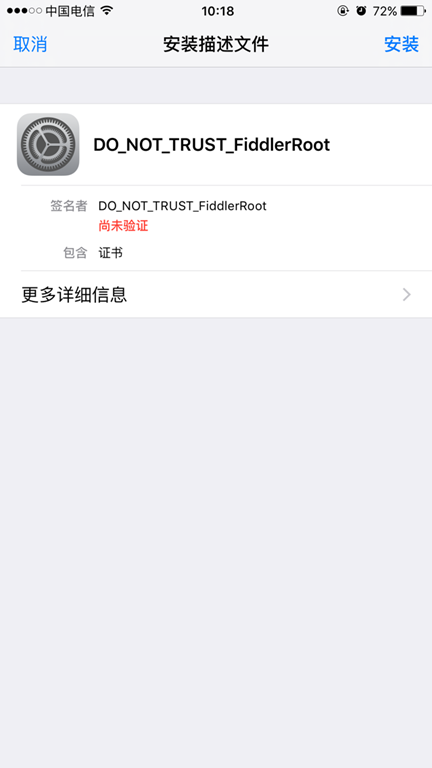 中国电信 10:18 72%
取消 安装描述文件 安装
DO_NOT_TRUST_FiddlerRoot
签名者 DO_NOT_TRUST_FiddlerRoot
尚未验证
包含 证书
更多详细信息